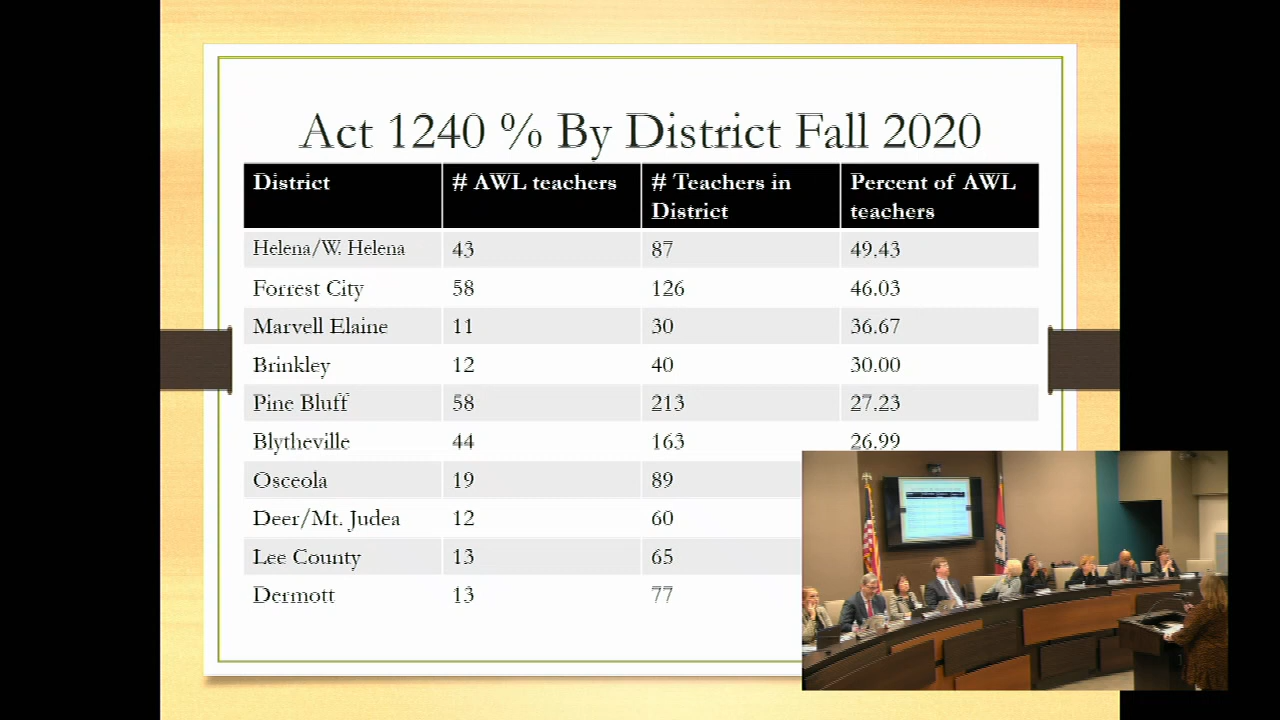 Act 1240 % By District Fall 2020
District # AWL teachers # Teachers in District Percent of AWL teachers
Helena/W. Helena 43 87 49.43
Forrest City 58 126 46.03
Marvell Elaine 11 30 36.67
Brinkley 12 40 30.00
Pine Bluff 58 213 27.23
Blytheville 44 163 26.99
Osceola 19 89
Deer/Mt. Judea 12 60
Lee County 13 65
Dermott 13 77